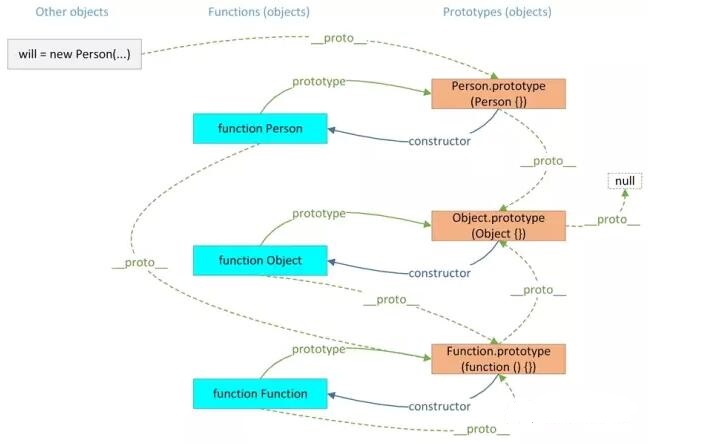 Other objects
Functions (objects)
Prototypes (objects)
will = new Person(...)
__proto__
prototype
Person.prototype
(Person {})
function Person
constructor
__proto__
null
prototype
Object.prototype
(Object {})
__proto__
function Object
__proto__
constructor
__proto__
__proto__
prototype
Function.prototype
(function () {})
function Function
constructor
__proto__